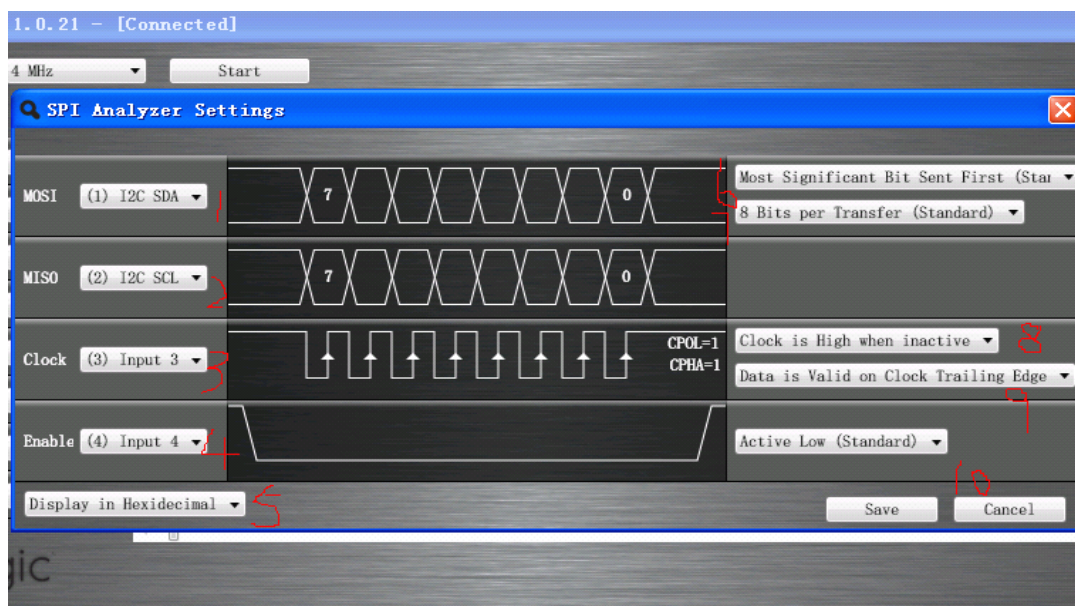 1.0.21 - [Connected]
4 MHz Start
SPI Analyzer Settings
MOSI (1) I2C SDA 1 7 0 6 Most Significant Bit Sent First (Star
7 8 Bits per Transfer (Standard)
MISO (2) I2C SCL 2 7 0
Clock (3) Input 3 3 CPOL=1 Clock is High when inactive 8
CPHA=1 Data is Valid on Clock Trailing Edge 9
Enable (4) Input 4 4 Active Low (Standard)
10
Display in Hexidecimal 5 Save Cancel
gic